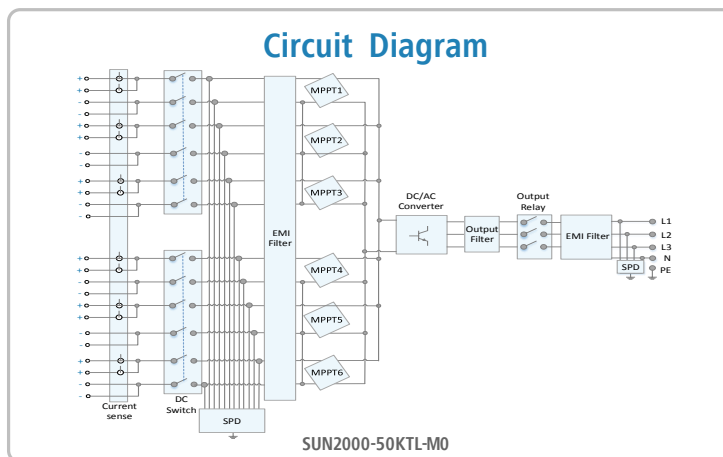 Circuit Diagram
+
+
-
-
+
+
-
-
+
+
-
-
+
+
-
-
+
+
-
-
+
+
-
-
Current
sense
DC
Switch
SPD
EMI
Filter
MPPT1
MPPT2
MPPT3
MPPT4
MPPT5
MPPT6
DC/AC
Converter
Output
Filter
Output
Relay
EMI Filter
SPD
L1
L2
L3
N
PE
SUN2000-50KTL-M0